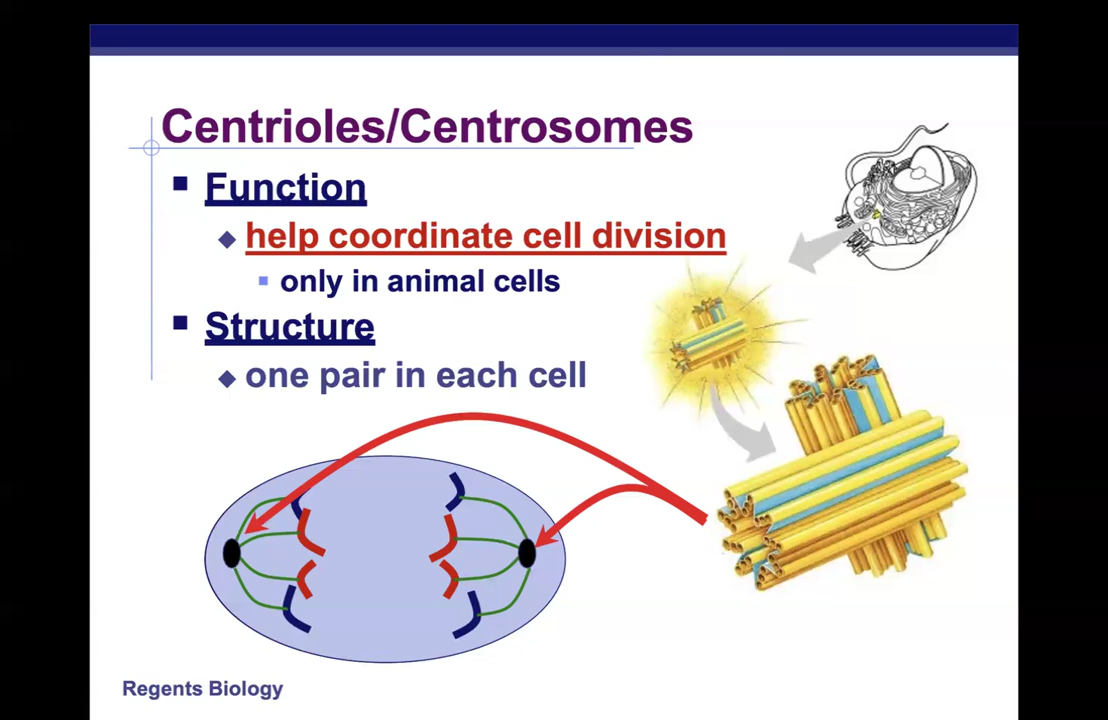 Centrioles/Centrosomes
Function
help coordinate cell division
only in animal cells
Structure
one pair in each cell
Regents Biology